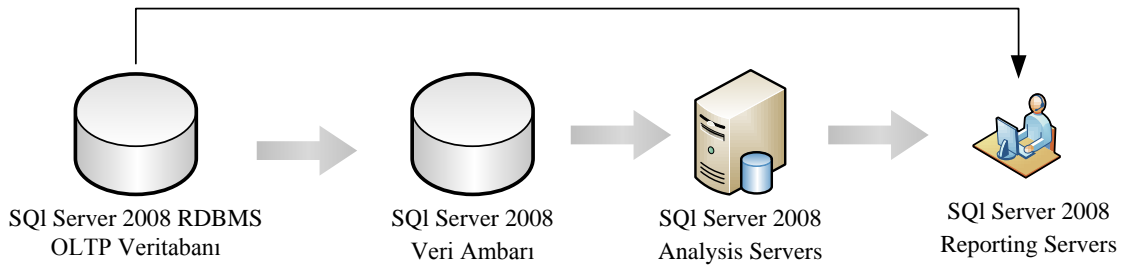 SQl Server 2008 RDBMS
OLTP Veritabanı
SQl Server 2008
Veri Ambarı
SQl Server 2008
Analysis Servers
SQl Server 2008
Reporting Servers